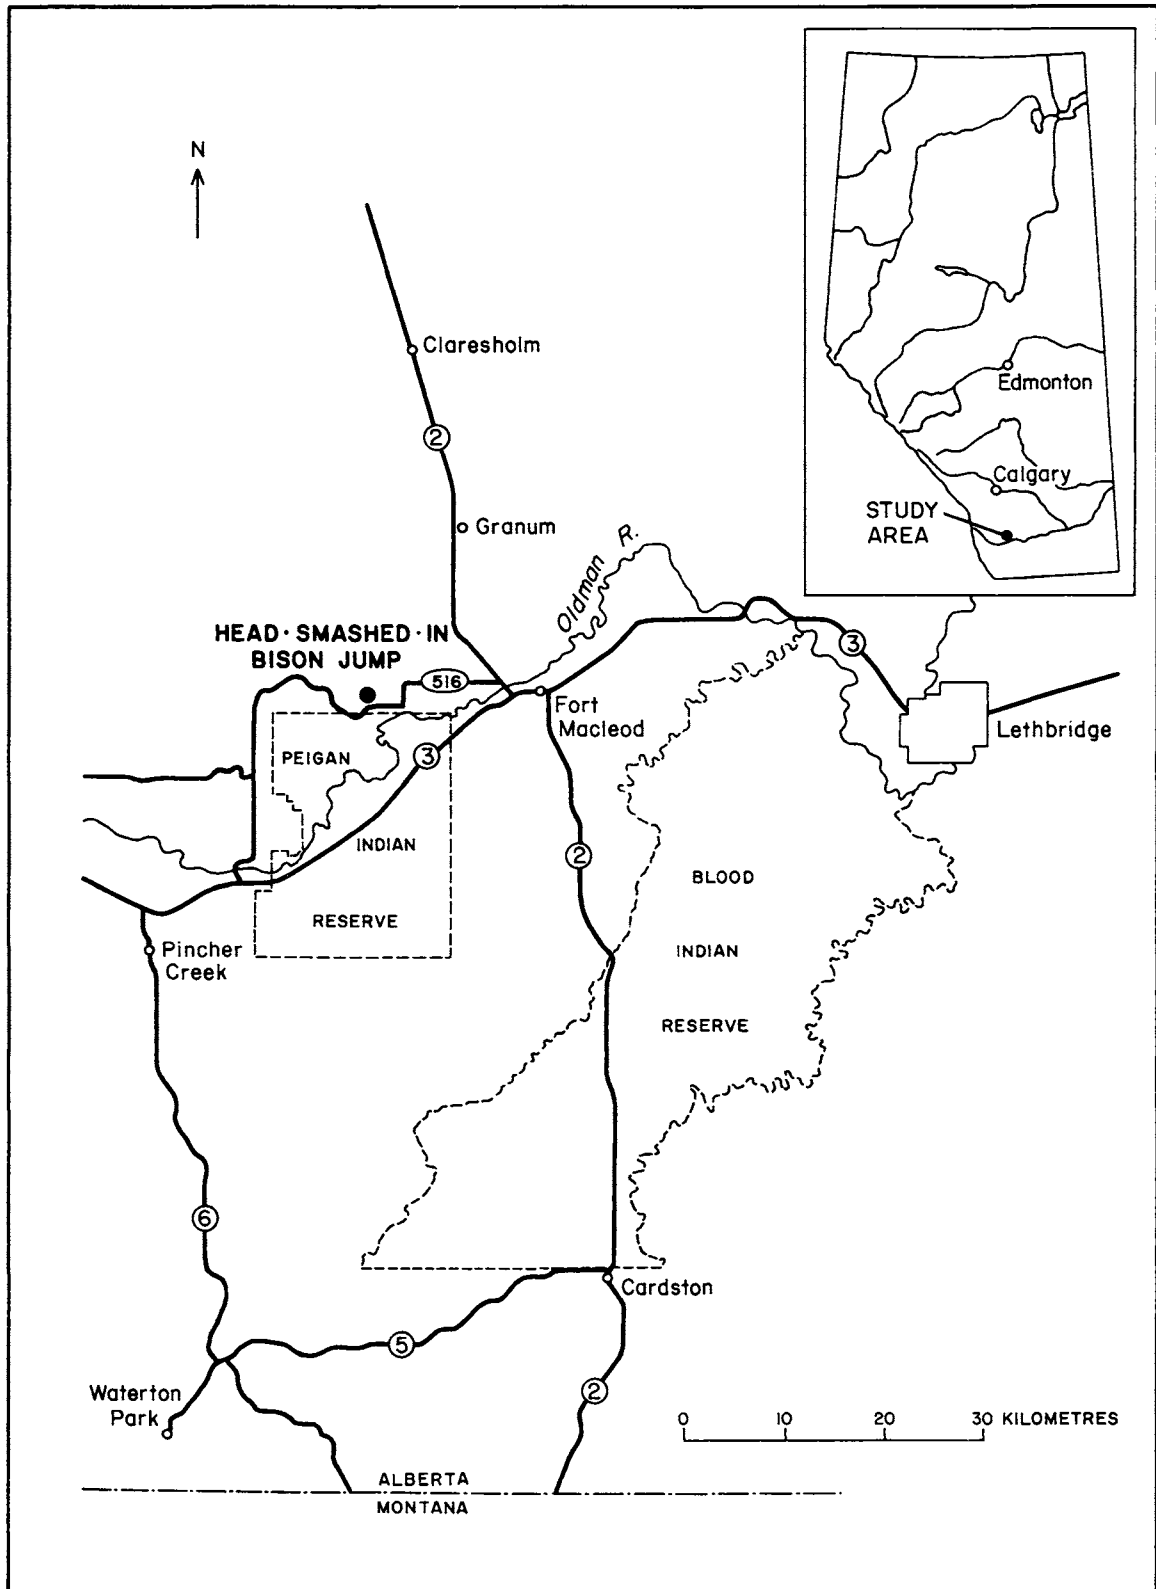 N
Claresholm
2
Granum
Oldman R.
HEAD·SMASHED·IN
BISON JUMP
516
3
Fort
Macleod
3
Lethbridge
PEIGAN
INDIAN
RESERVE
2
BLOOD
INDIAN
RESERVE
Pincher
Creek
6
Cardston
5
2
Waterton
Park
0 10 20 30 KILOMETRES
ALBERTA
MONTANA
Edmonton
Calgary
STUDY
AREA